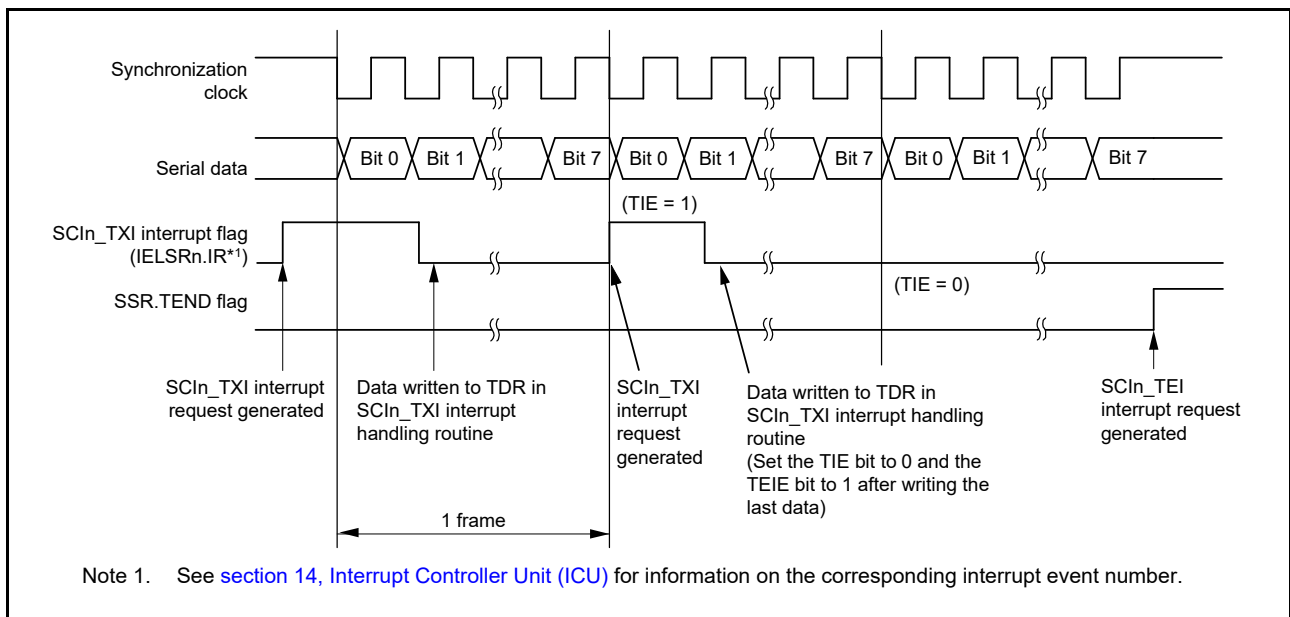 Synchronization
clock
Serial data
Bit 0 Bit 1 Bit 7 Bit 0 Bit 1 Bit 7 Bit 0 Bit 1 Bit 7
(TIE = 1)
SCIn_TXI interrupt flag
(IELSRn.IR*1)
(TIE = 0)
SSR.TEND flag
SCIn_TXI interrupt
request generated
Data written to TDR in
SCIn_TXI interrupt
handling routine
SCIn_TXI
interrupt
request
generated
Data written to TDR in
SCIn_TXI interrupt handling
routine
(Set the TIE bit to 0 and the
TEIE bit to 1 after writing the
last data)
SCIn_TEI
interrupt request
generated
1 frame
Note 1. See section 14, Interrupt Controller Unit (ICU) for information on the corresponding interrupt event number.